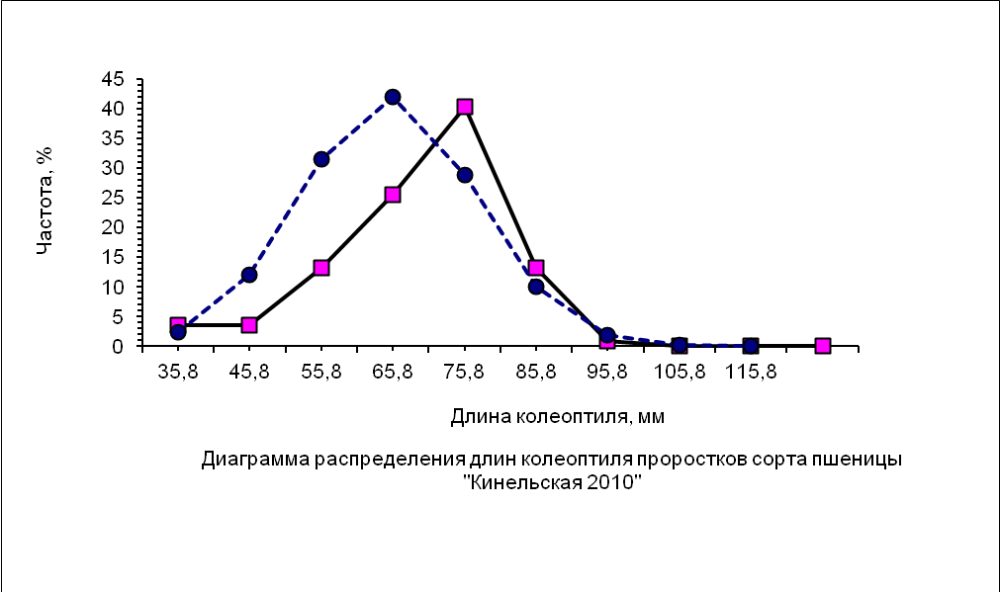 45
40
35
30
25
20
15
10
5
0
Частота, %
35,8 45,8 55,8 65,8 75,8 85,8 95,8 105,8 115,8
Длина колеоптиля, мм
Диаграмма распределения длин колеоптиля проростков сорта пшеницы
"Кинельская 2010"